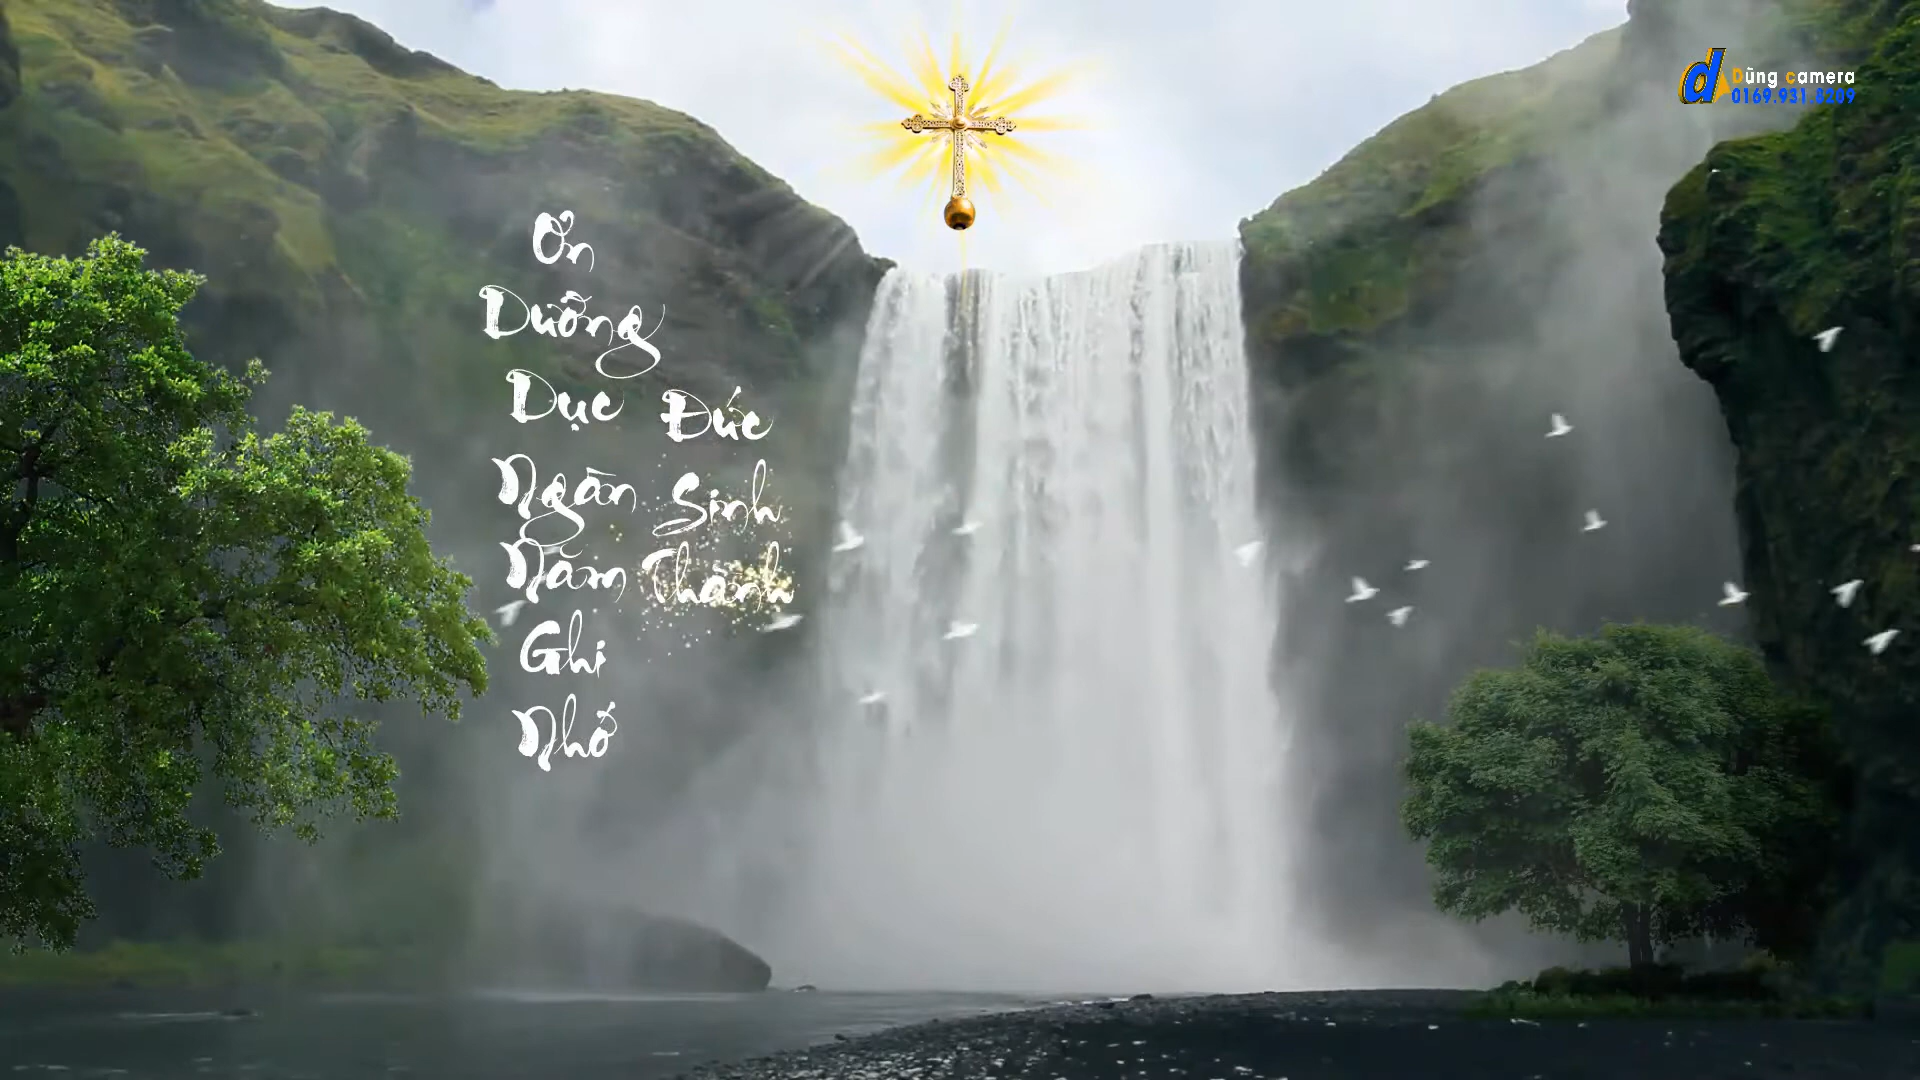 Ơn
Dưỡng
Dục
Ngàn
Năm
Ghi
Nhớ
Đức
Sinh
Thành
Dũng camera
0169.931.8209